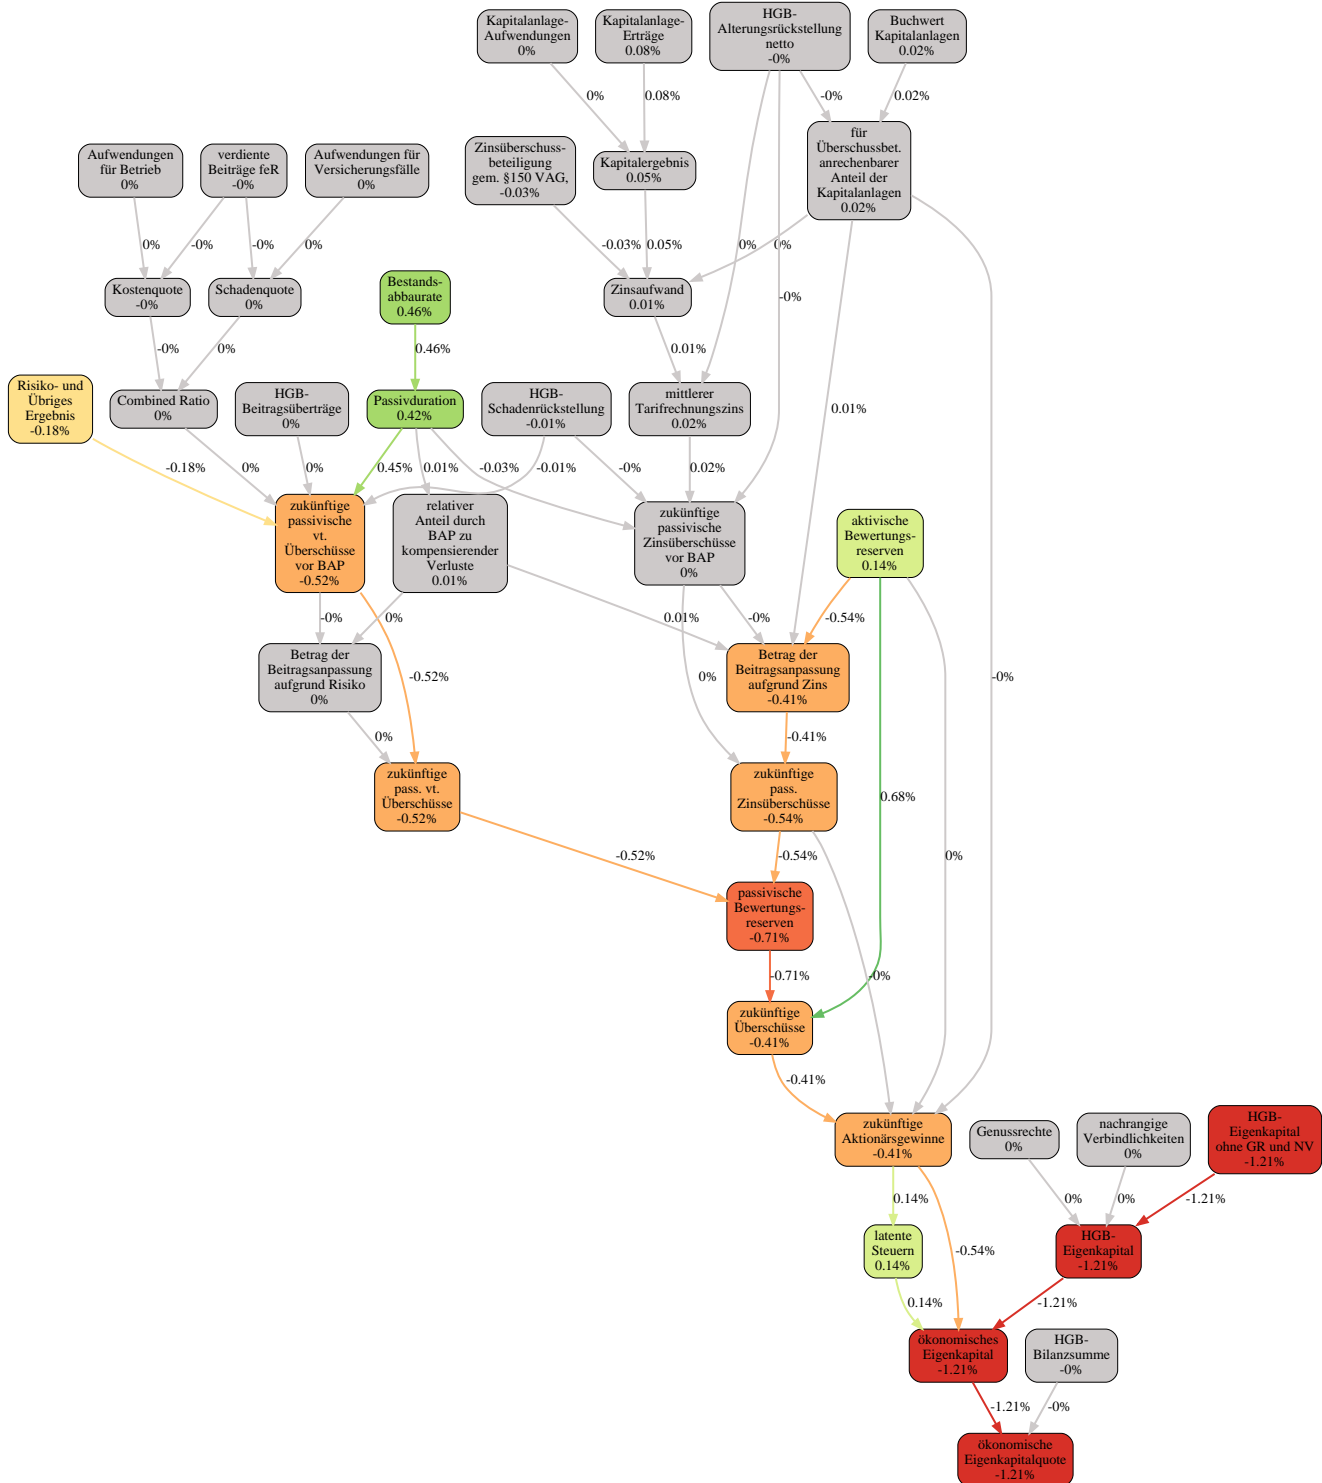 Kapitalanlage-
Aufwendungen
0%
Kapitalanlage-
Erträge
0.08%
HGB-
Alterungsrückstellung
netto
-0%
Buchwert
Kapitalanlagen
0.02%
0%
0.08%
-0%
0.02%
Aufwendungen
für Betrieb
0%
verdiente
Beiträge feR
-0%
Aufwendungen für
Versicherungsfälle
0%
Zinsüberschuss-
beteiligung
gem. §150 VAG,
-0.03%
Kapitalergebnis
0.05%
für
Überschussbet.
anrechenbarer
Anteil der
Kapitalanlagen
0.02%
0%
-0%
-0%
0%
-0.03%
0.05%
0%
0%
Kostenquote
-0%
Schadenquote
0%
Bestands-
abbaurate
0.46%
Zinsaufwand
0.01%
-0%
-0%
0%
0.46%
0.01%
Risiko- und
Übriges
Ergebnis
-0.18%
Combined Ratio
0%
HGB-
Beitragsüberträge
0%
Passivduration
0.42%
HGB-
Schadenrückstellung
-0.01%
mittlerer
Tarifrechnungszins
0.02%
0.01%
-0.18%
0%
0%
0.45%
0.01%
-0.03%
-0.01%
-0%
0.02%
zukünftige
passivische
vt.
Überschüsse
vor BAP
-0.52%
relativer
Anteil durch
BAP zu
kompensierender
Verluste
0.01%
zukünftige
passivische
Zinsüberschüsse
vor BAP
0%
aktivische
Bewertungs-
reserven
0.14%
-0%
0%
0.01%
-0%
-0.54%
Betrag der
Beitragsanpassung
aufgrund Risiko
0%
-0.52%
0%
Betrag der
Beitragsanpassung
aufgrund Zins
-0.41%
-0%
0%
-0.41%
zukünftige
pass. vt.
Überschüsse
-0.52%
zukünftige
pass.
Zinsüberschüsse
-0.54%
0.68%
-0.52%
-0.54%
0%
passivische
Bewertungs-
reserven
-0.71%
-0.71%
-0%
zukünftige
Überschüsse
-0.41%
-0.41%
zukünftige
Aktionärsgewinne
-0.41%
Genussrechte
0%
nachrangige
Verbindlichkeiten
0%
HGB-
Eigenkapital
ohne GR und NV
-1.21%
0.14%
0%
0%
-1.21%
latente
Steuern
0.14%
-0.54%
HGB-
Eigenkapital
-1.21%
0.14%
-1.21%
ökonomisches
Eigenkapital
-1.21%
HGB-
Bilanzsumme
-0%
-1.21%
-0%
ökonomische
Eigenkapitalquote
-1.21%